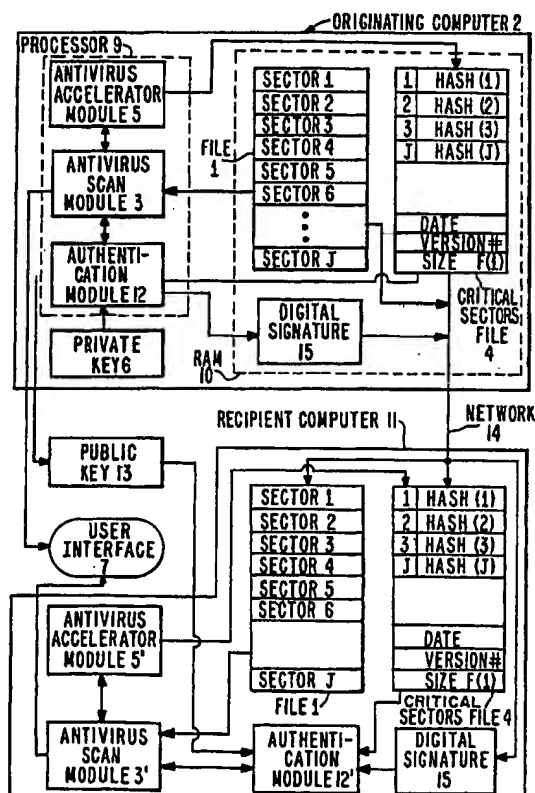 ORIGINATING COMPUTER 2
PROCESSOR 9
ANTIVIRUS
ACCELERATOR
MODULE 5
ANTIVIRUS
SCAN
MODULE 3
AUTHENTI-
CATION
MODULE 12
PRIVATE
KEY 6
FILE
1
SECTOR 1
SECTOR 2
SECTOR 3
SECTOR 4
SECTOR 5
SECTOR 6
SECTOR J
DIGITAL
SIGNATURE
15
RAM
10
1 HASH (1)
2 HASH (2)
3 HASH (3)
J HASH (J)
DATE
VERSION#
SIZE F(1)
CRITICAL
SECTORS
FILE
4
NETWORK
14
RECIPIENT COMPUTER 11
PUBLIC
KEY 13
USER
INTERFACE
7
ANTIVIRUS
ACCELERATOR
MODULE 5'
ANTIVIRUS
SCAN
MODULE 3'
SECTOR 1
SECTOR 2
SECTOR 3
SECTOR 4
SECTOR 5
SECTOR 6
SECTOR J
FILE 1
1 HASH (1)
2 HASH (2)
3 HASH (3)
J HASH (J)
DATE
VERSION#
SIZE F(1)
CRITICAL
SECTORS FILE 4
AUTHENTI-
CATION
MODULE 12'
DIGITAL
SIGNATURE
15